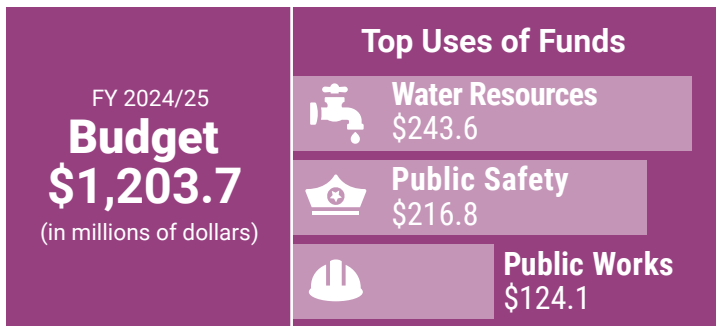 FY 2024/25
Budget
$1,203.7
(in millions of dollars)
Top Uses of Funds
Water Resources
$243.6
Public Safety
$216.8
Public Works
$124.1